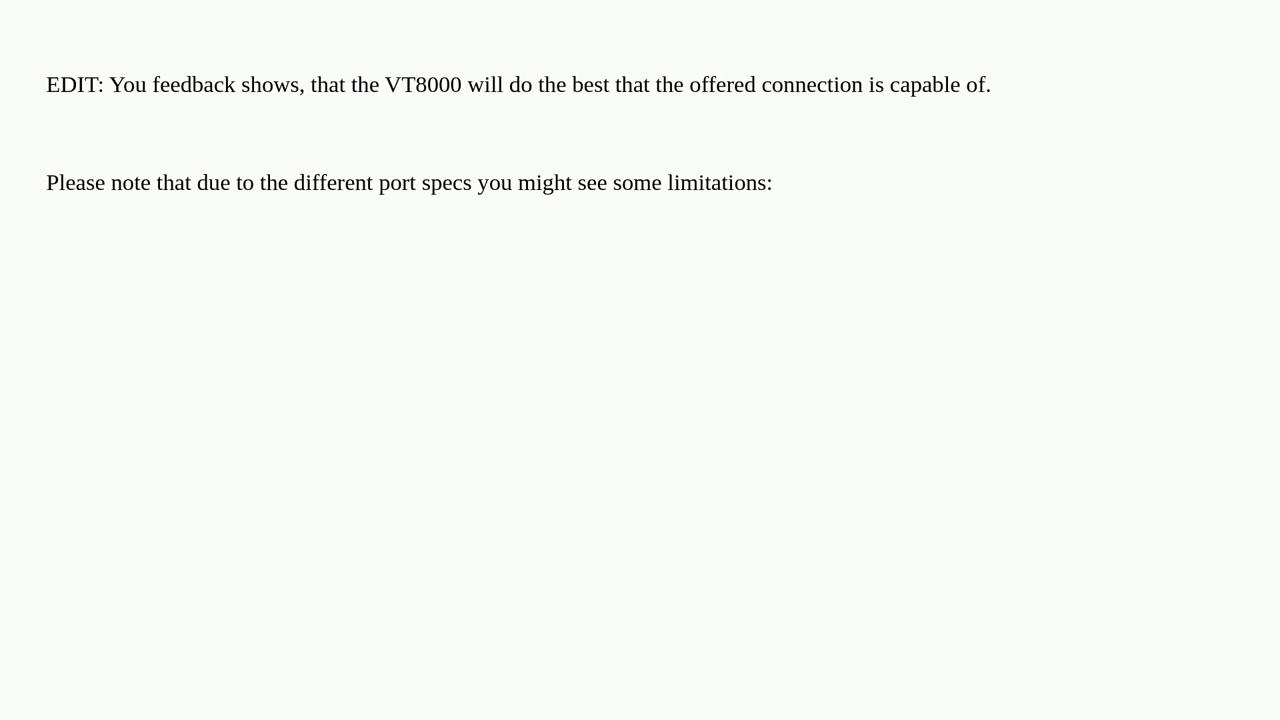 EDIT: You feedback shows, that the VT8000 will do the best that the offered connection is capable of.
Please note that due to the different port specs you might see some limitations: